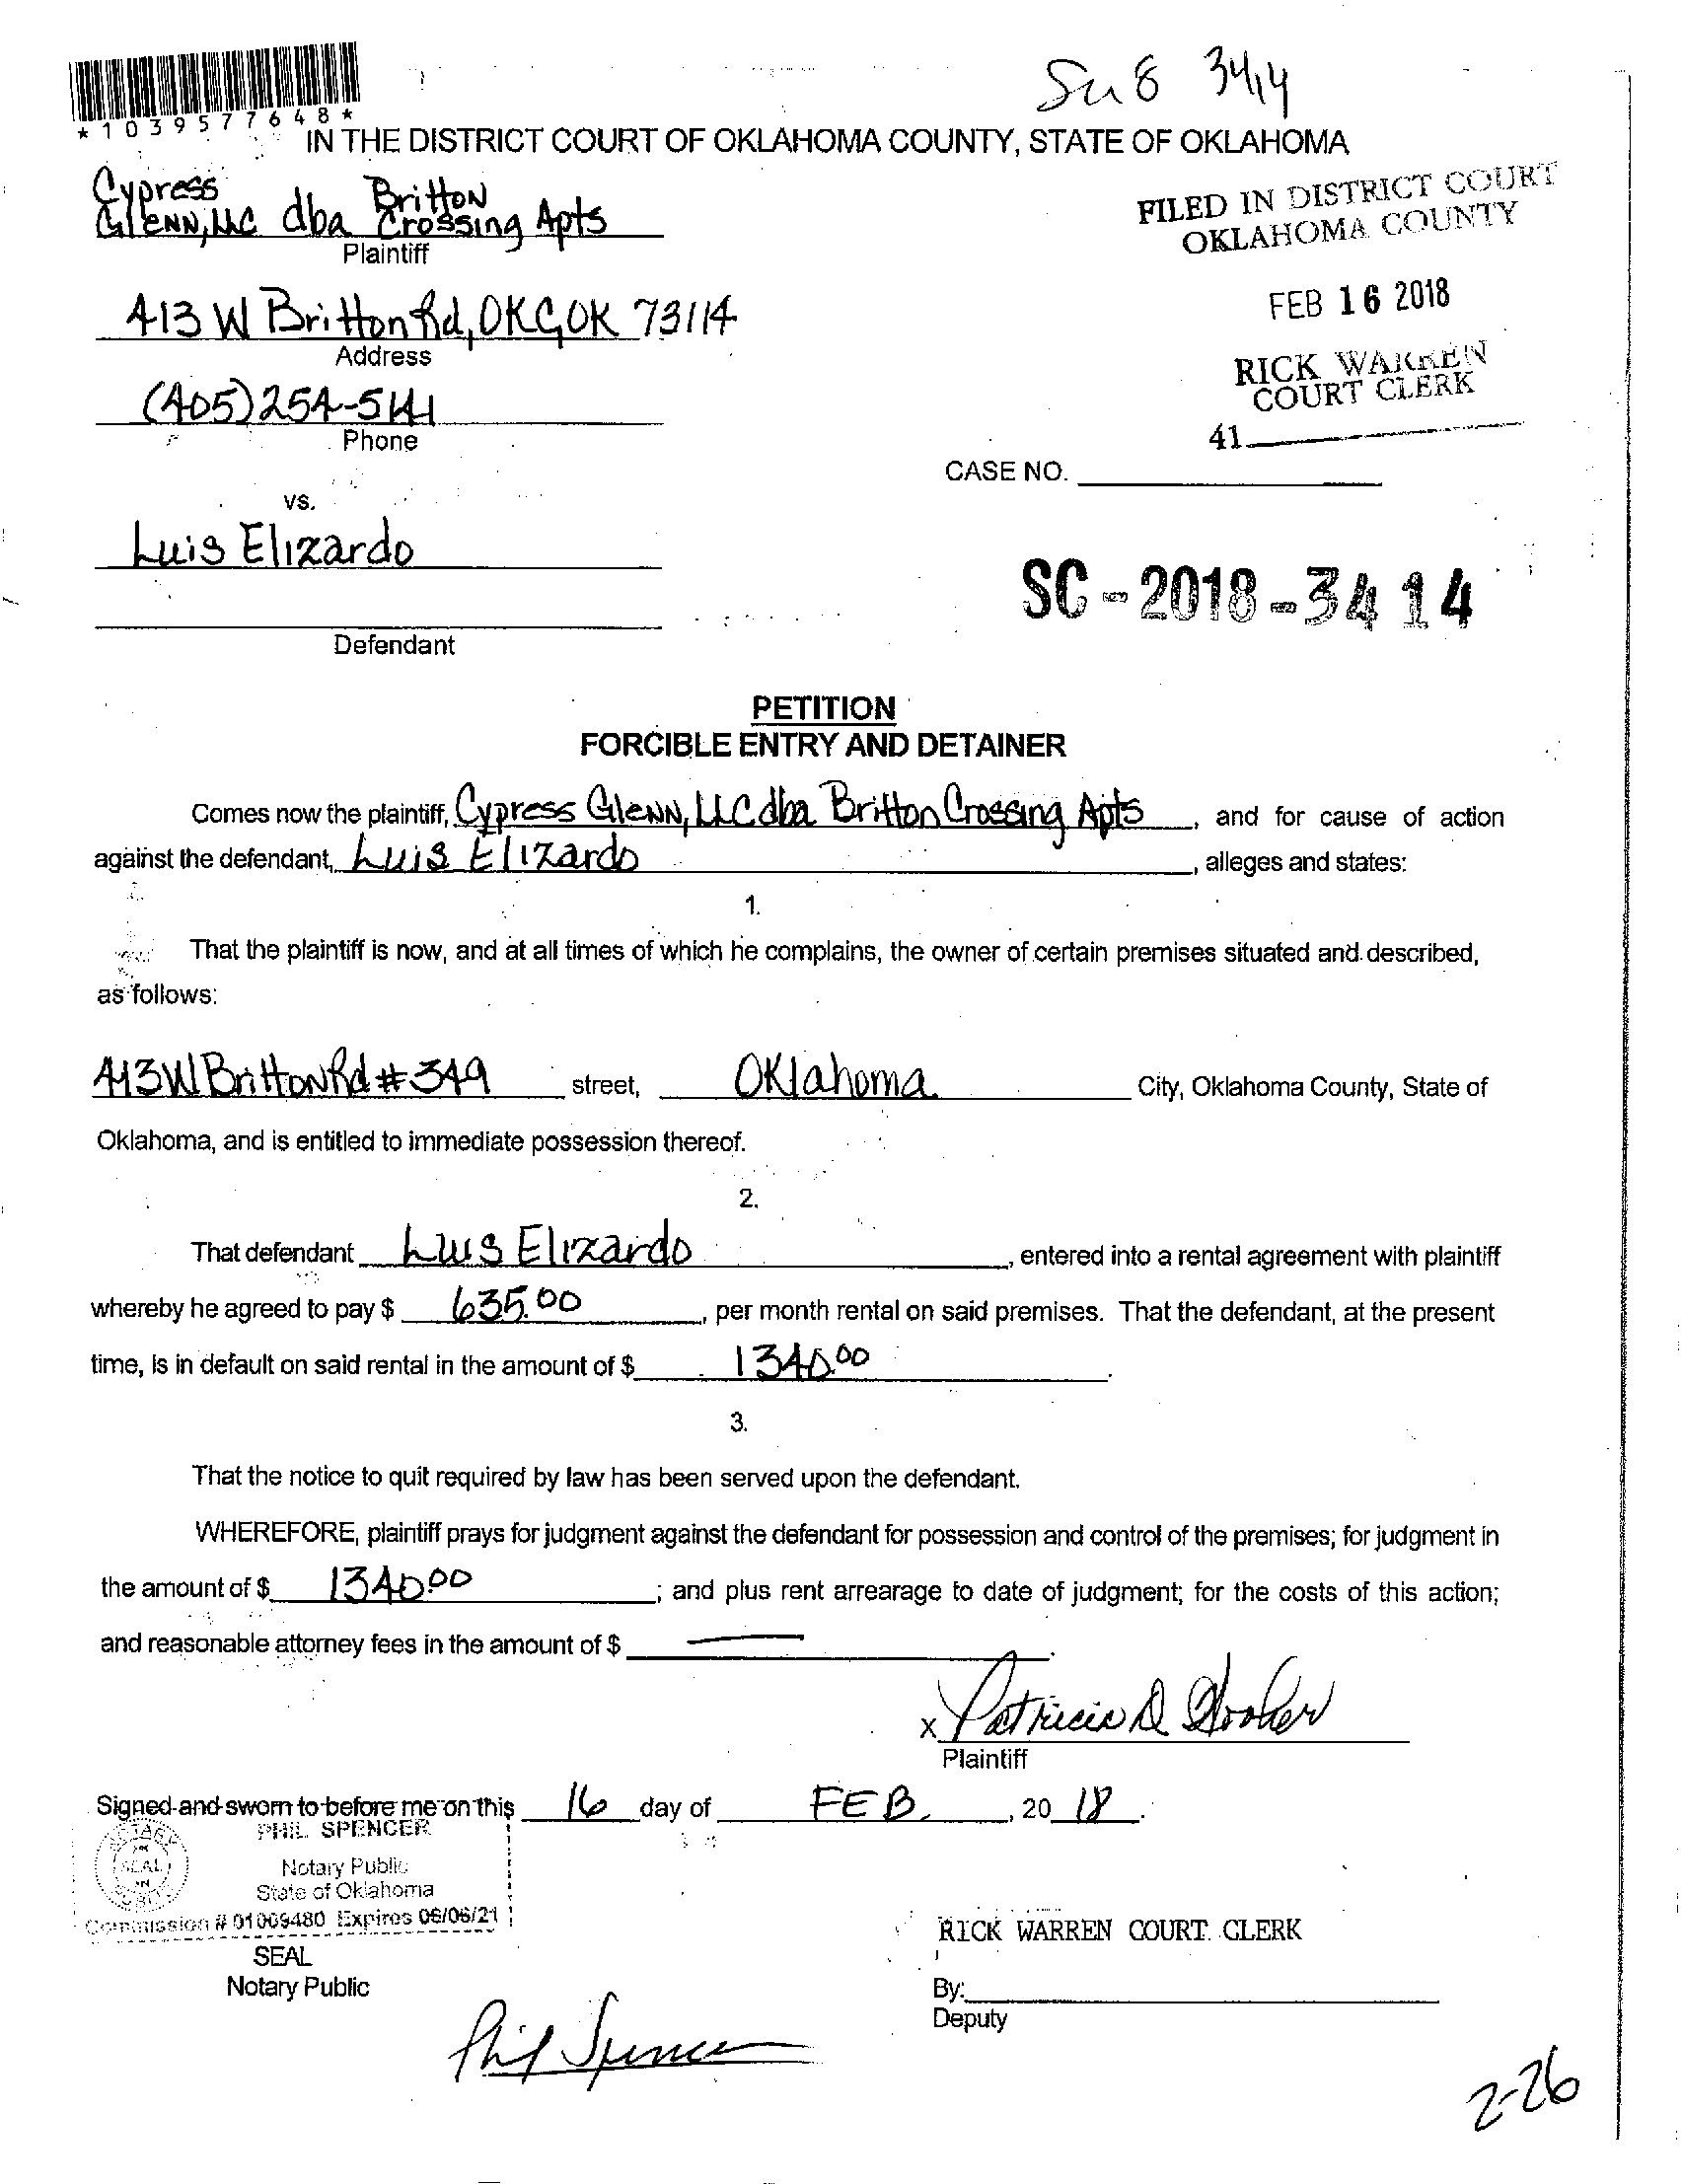 Su 8 3414
*1039577648*
IN THE DISTRICT COURT OF OKLAHOMA COUNTY, STATE OF OKLAHOMA
Cypress
Glenn, LLC dba Britton Crossing Apts
Plaintiff
FILED IN DISTRICT COURT
OKLAHOMA COUNTY
413 W Britton Rd, OKC, OK 73114
Address
FEB 16 2018
RICK WARREN
COURT CLERK
(405) 254-5141
Phone
41
CASE NO.
vs.
Luis Elizardo
SC-2018-3414
Defendant
PETITION
FORCIBLE ENTRY AND DETAINER
Comes now the plaintiff, Cypress Glenn, LLC dba Britton Crossing Apts, and for cause of action
against the defendant, Luis Elizardo, alleges and states:
1.
That the plaintiff is now, and at all times of which he complains, the owner of certain premises situated and described,
as follows:
413 W Britton Rd #349 street, Oklahoma City, Oklahoma County, State of
Oklahoma, and is entitled to immediate possession thereof.
2.
That defendant Luis Elizardo, entered into a rental agreement with plaintiff
whereby he agreed to pay $ 635.00, per month rental on said premises. That the defendant, at the present
time, is in default on said rental in the amount of $ 1340.00.
3.
That the notice to quit required by law has been served upon the defendant.
WHEREFORE, plaintiff prays for judgment against the defendant for possession and control of the premises; for judgment in
the amount of $ 1340.00; and plus rent arrearage to date of judgment; for the costs of this action;
and reasonable attorney fees in the amount of $ —.
x Patricia D Hooker
Plaintiff
Signed and sworn to before me on this 16 day of FEB, 20 18.
PHIL SPENCER
NOTARY
SEAL
Notary Public
State of Oklahoma
Commission # 01009480 Expires 06/06/21
SEAL
Notary Public
RICK WARREN COURT CLERK
By:
Deputy
Phil Spencer
2-26